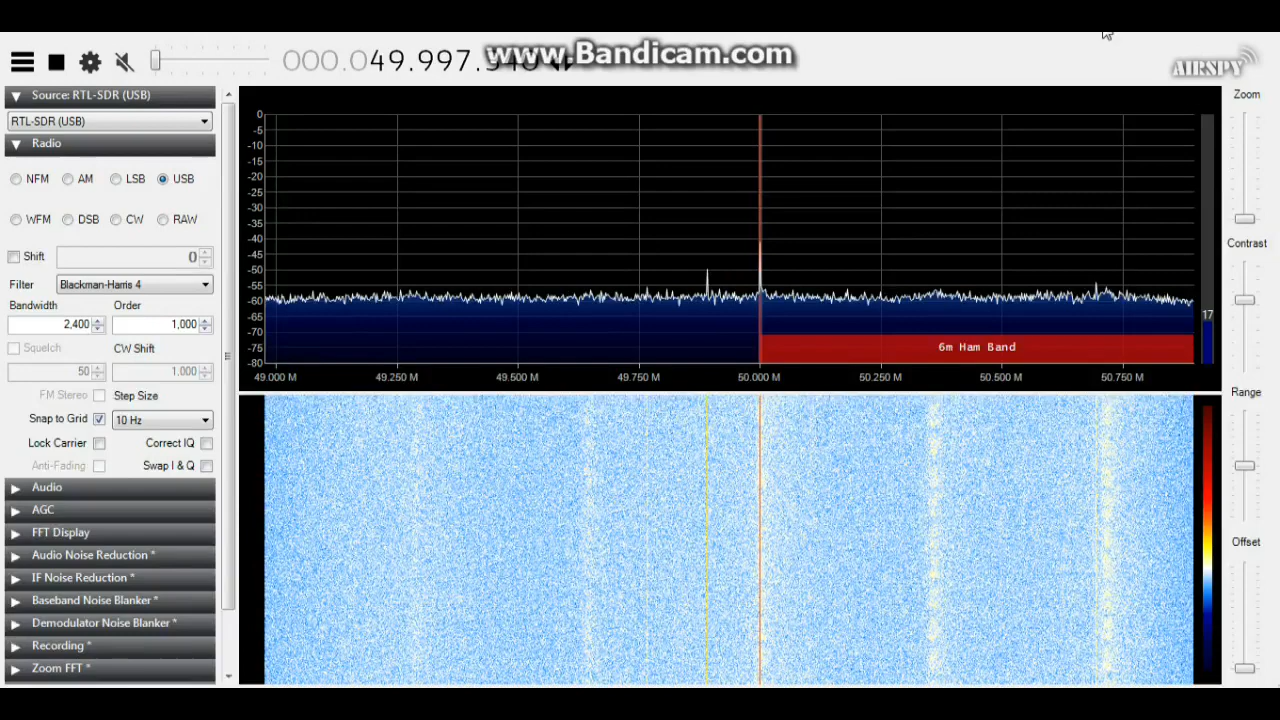 www.Bandicam.com
000.049.997.
AIRSPY
Source: RTL-SDR (USB)
RTL-SDR (USB)
Radio
NFM AM LSB USB
WFM DSB CW RAW
Shift 0
Filter Blackman-Harris 4
Bandwidth Order
2,400 1,000
Squelch CW Shift
50 1,000
FM Stereo Step Size
Snap to Grid 10 Hz
Lock Carrier Correct IQ
Anti-Fading Swap I & Q
Audio
AGC
FFT Display
Audio Noise Reduction *
IF Noise Reduction *
Baseband Noise Blanker *
Demodulator Noise Blanker *
Recording *
Zoom FFT *
0
-5
-10
-15
-20
-25
-30
-35
-40
-45
-50
-55
-60
-65
-70
-75
-80
6m Ham Band
49.000 M 49.250 M 49.500 M 49.750 M 50.000 M 50.250 M 50.500 M 50.750 M
17
Zoom
Contrast
Range
Offset